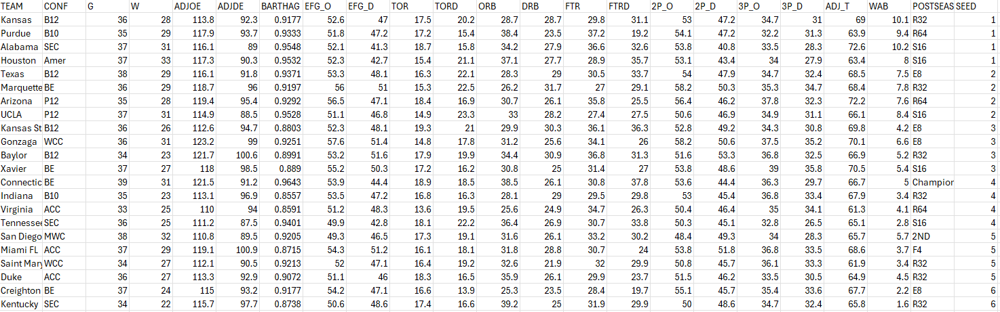 TEAM CONF G W ADJOE ADJDE BARTHAG EFG_O EFG_D TOR TORD ORB DRB FTR FTRD 2P_O 2P_D 3P_O 3P_D ADJ_T WAB POSTSEAS SEED
Kansas B12 36 28 113.8 92.3 0.9177 52.6 47 17.5 20.2 28.7 28.7 29.8 31.1 53 47.2 34.7 31 69 10.1 R32 1
Purdue B10 35 29 117.9 93.7 0.9333 51.8 47.2 17.2 15.4 38.4 23.5 37.2 19.2 54.1 47.2 32.2 31.3 63.9 9.4 R64 1
Alabama SEC 37 31 116.1 89 0.9548 52.1 41.3 18.7 15.8 34.2 27.9 36.6 32.6 53.8 40.8 33.5 28.3 72.6 10.2 S16 1
Houston Amer 37 33 117.3 90.3 0.9532 52.3 42.7 15.4 21.1 37.1 27.7 28.9 35.7 53.1 43.4 34 27.9 63.4 8 S16 1
Texas B12 38 29 116.1 91.8 0.9371 53.3 48.1 16.3 22.1 28.3 29 30.5 33.7 54 47.9 34.7 32.4 68.5 7.5 E8 2
Marquette BE 36 29 118.7 96 0.9197 56 51 15.3 22.5 26.2 31.7 27 29.1 58.2 50.3 35.3 34.7 68.4 7.8 R32 2
Arizona P12 35 28 119.4 95.4 0.9292 56.5 47.1 18.4 16.9 30.7 26.1 35.8 25.5 56.4 46.2 37.8 32.3 72.2 7.6 R64 2
UCLA P12 37 31 114.9 88.5 0.9528 51.1 46.8 14.9 23.3 33 28.2 27.4 27.5 50.6 46.9 34.9 31.1 66.1 8.4 S16 2
Kansas St B12 36 26 112.6 94.7 0.8803 52.3 48.1 19.3 21 29.9 30.3 36.1 36.3 52.8 49.2 34.3 30.8 69.8 4.2 E8 3
Gonzaga WCC 36 31 123.2 99 0.9251 57.6 51.4 14.8 17.8 31.2 25.6 34.1 26 58.2 50.6 37.5 35.2 70.1 6.6 E8 3
Baylor B12 34 23 121.7 100.6 0.8991 53.2 51.6 17.9 19.9 34.4 30.9 36.8 31.3 51.6 53.3 36.8 32.5 66.9 5.2 R32 3
Xavier BE 37 27 118 98.5 0.889 55.2 50.3 17.2 16.2 30.8 25 31.4 27 53.8 48.6 39 35.8 70.5 5.4 S16 3
Connectic BE 39 31 121.5 91.2 0.9643 53.9 44.4 18.9 18.5 38.5 26.1 30.8 37.8 53.6 44.4 36.3 29.7 66.7 5 Champion 4
Indiana B10 35 23 113.1 96.9 0.8557 53.5 47.2 16.8 16.3 28.1 29 29.5 29.8 53 45.4 36.8 33.4 67.9 3.4 R32 4
Virginia ACC 33 25 110 94 0.8591 51.2 48.3 13.6 19.5 25.6 24.9 34.7 26.3 50.4 46.4 35 34.1 61.3 4.1 R64 4
Tennessee SEC 36 25 111.2 87.5 0.9401 49.9 42.8 18.1 22.2 36.4 26.9 30.7 33.8 50.3 45.1 32.8 26.5 65.1 2.8 S16 4
San Diego MWC 38 32 110.8 89.5 0.9205 49.3 46.5 17.3 19.1 31.6 26.1 33.2 30.2 48.4 49.3 34 28.3 65.7 5.7 2ND 5
Miami FL ACC 37 29 119.1 100.9 0.8715 54.3 51.2 16.1 18.1 31.8 28.8 30.7 24 53.8 51.8 36.8 33.5 68.6 3.7 F4 5
Saint Mary WCC 34 27 112.1 90.5 0.9213 52 47.1 16.4 19.2 32.6 21.9 32 29.9 50.8 45.7 36.1 33.3 61.9 3.4 R32 5
Duke ACC 36 27 113.3 92.9 0.9072 51.1 46 18.3 16.5 35.9 26.1 29.9 23.7 51.5 46.2 33.5 30.5 64.9 4.5 R32 5
Creighton BE 37 24 115 93.2 0.9177 54.2 47.1 16.6 13.9 25.3 23.5 28.4 19.7 55.1 45.7 35.4 33.6 67.7 2.2 E8 6
Kentucky SEC 34 22 115.7 97.7 0.8738 50.6 48.6 17.4 16.6 39.2 25 31.9 29.9 50 48.6 34.7 32.4 65.8 1.6 R32 6